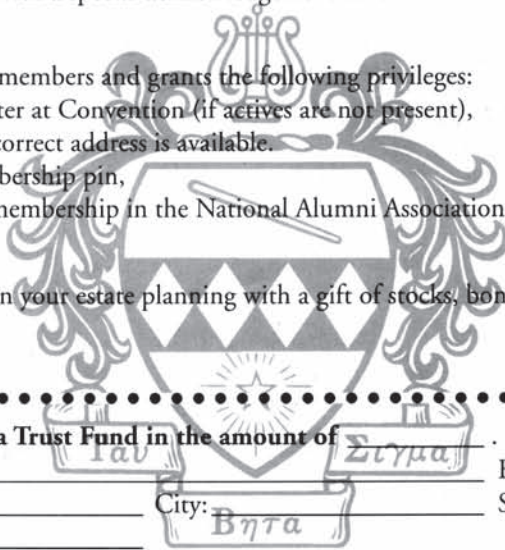 members and grants the following privileges:
ter at Convention (if actives are not present),
correct address is available.
bership pin,
membership in the National Alumni Association
n your estate planning with a gift of stocks, bon
a Trust Fund in the amount of .
Ταυ Σιγμα
City: S
Βητα